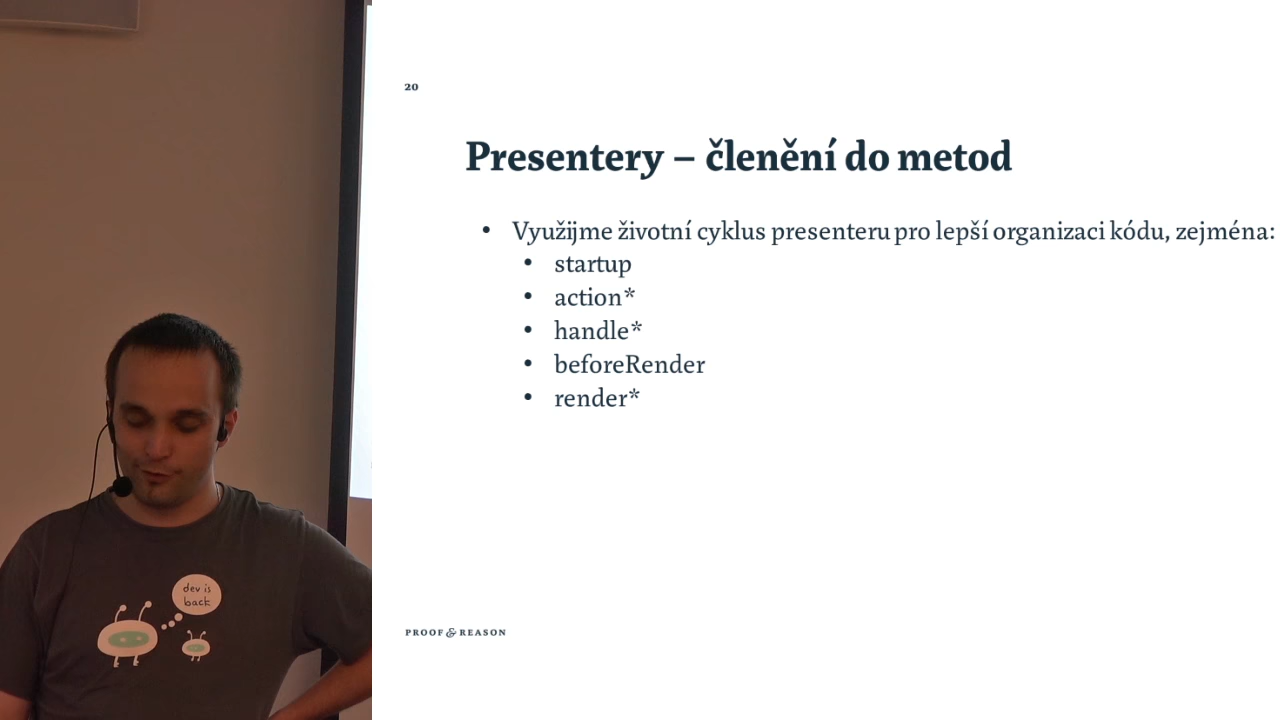 20
Presentery – členění do metod
• Využijme životní cyklus presenteru pro lepší organizaci kódu, zejména:
• startup
• action*
• handle*
• beforeRender
• render*
dev is
back
PROOF & REASON